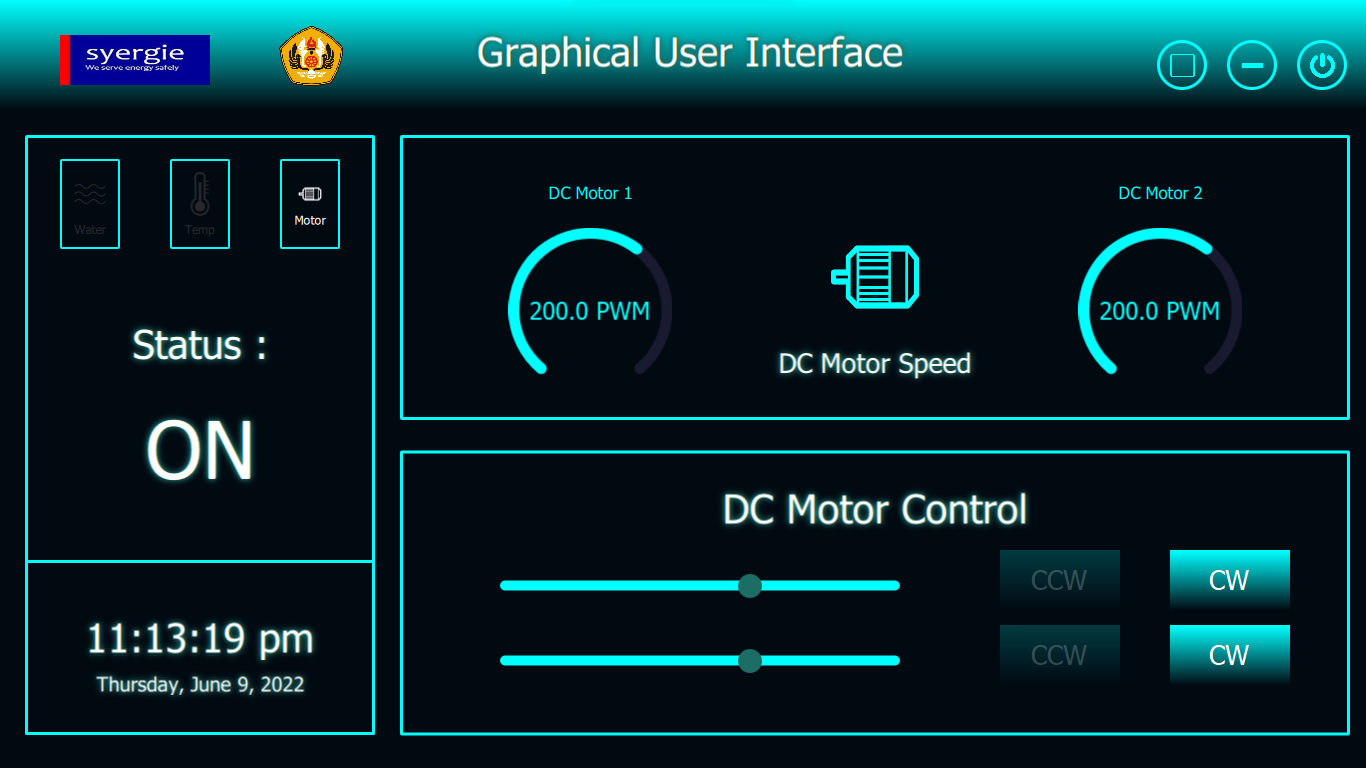 syergie
We serve energy safely
Graphical User Interface
Water
Temp
Motor
Status :
ON
11:13:19 pm
Thursday, June 9, 2022
DC Motor 1
200.0 PWM
DC Motor Speed
DC Motor 2
200.0 PWM
DC Motor Control
CCW
CW
CCW
CW